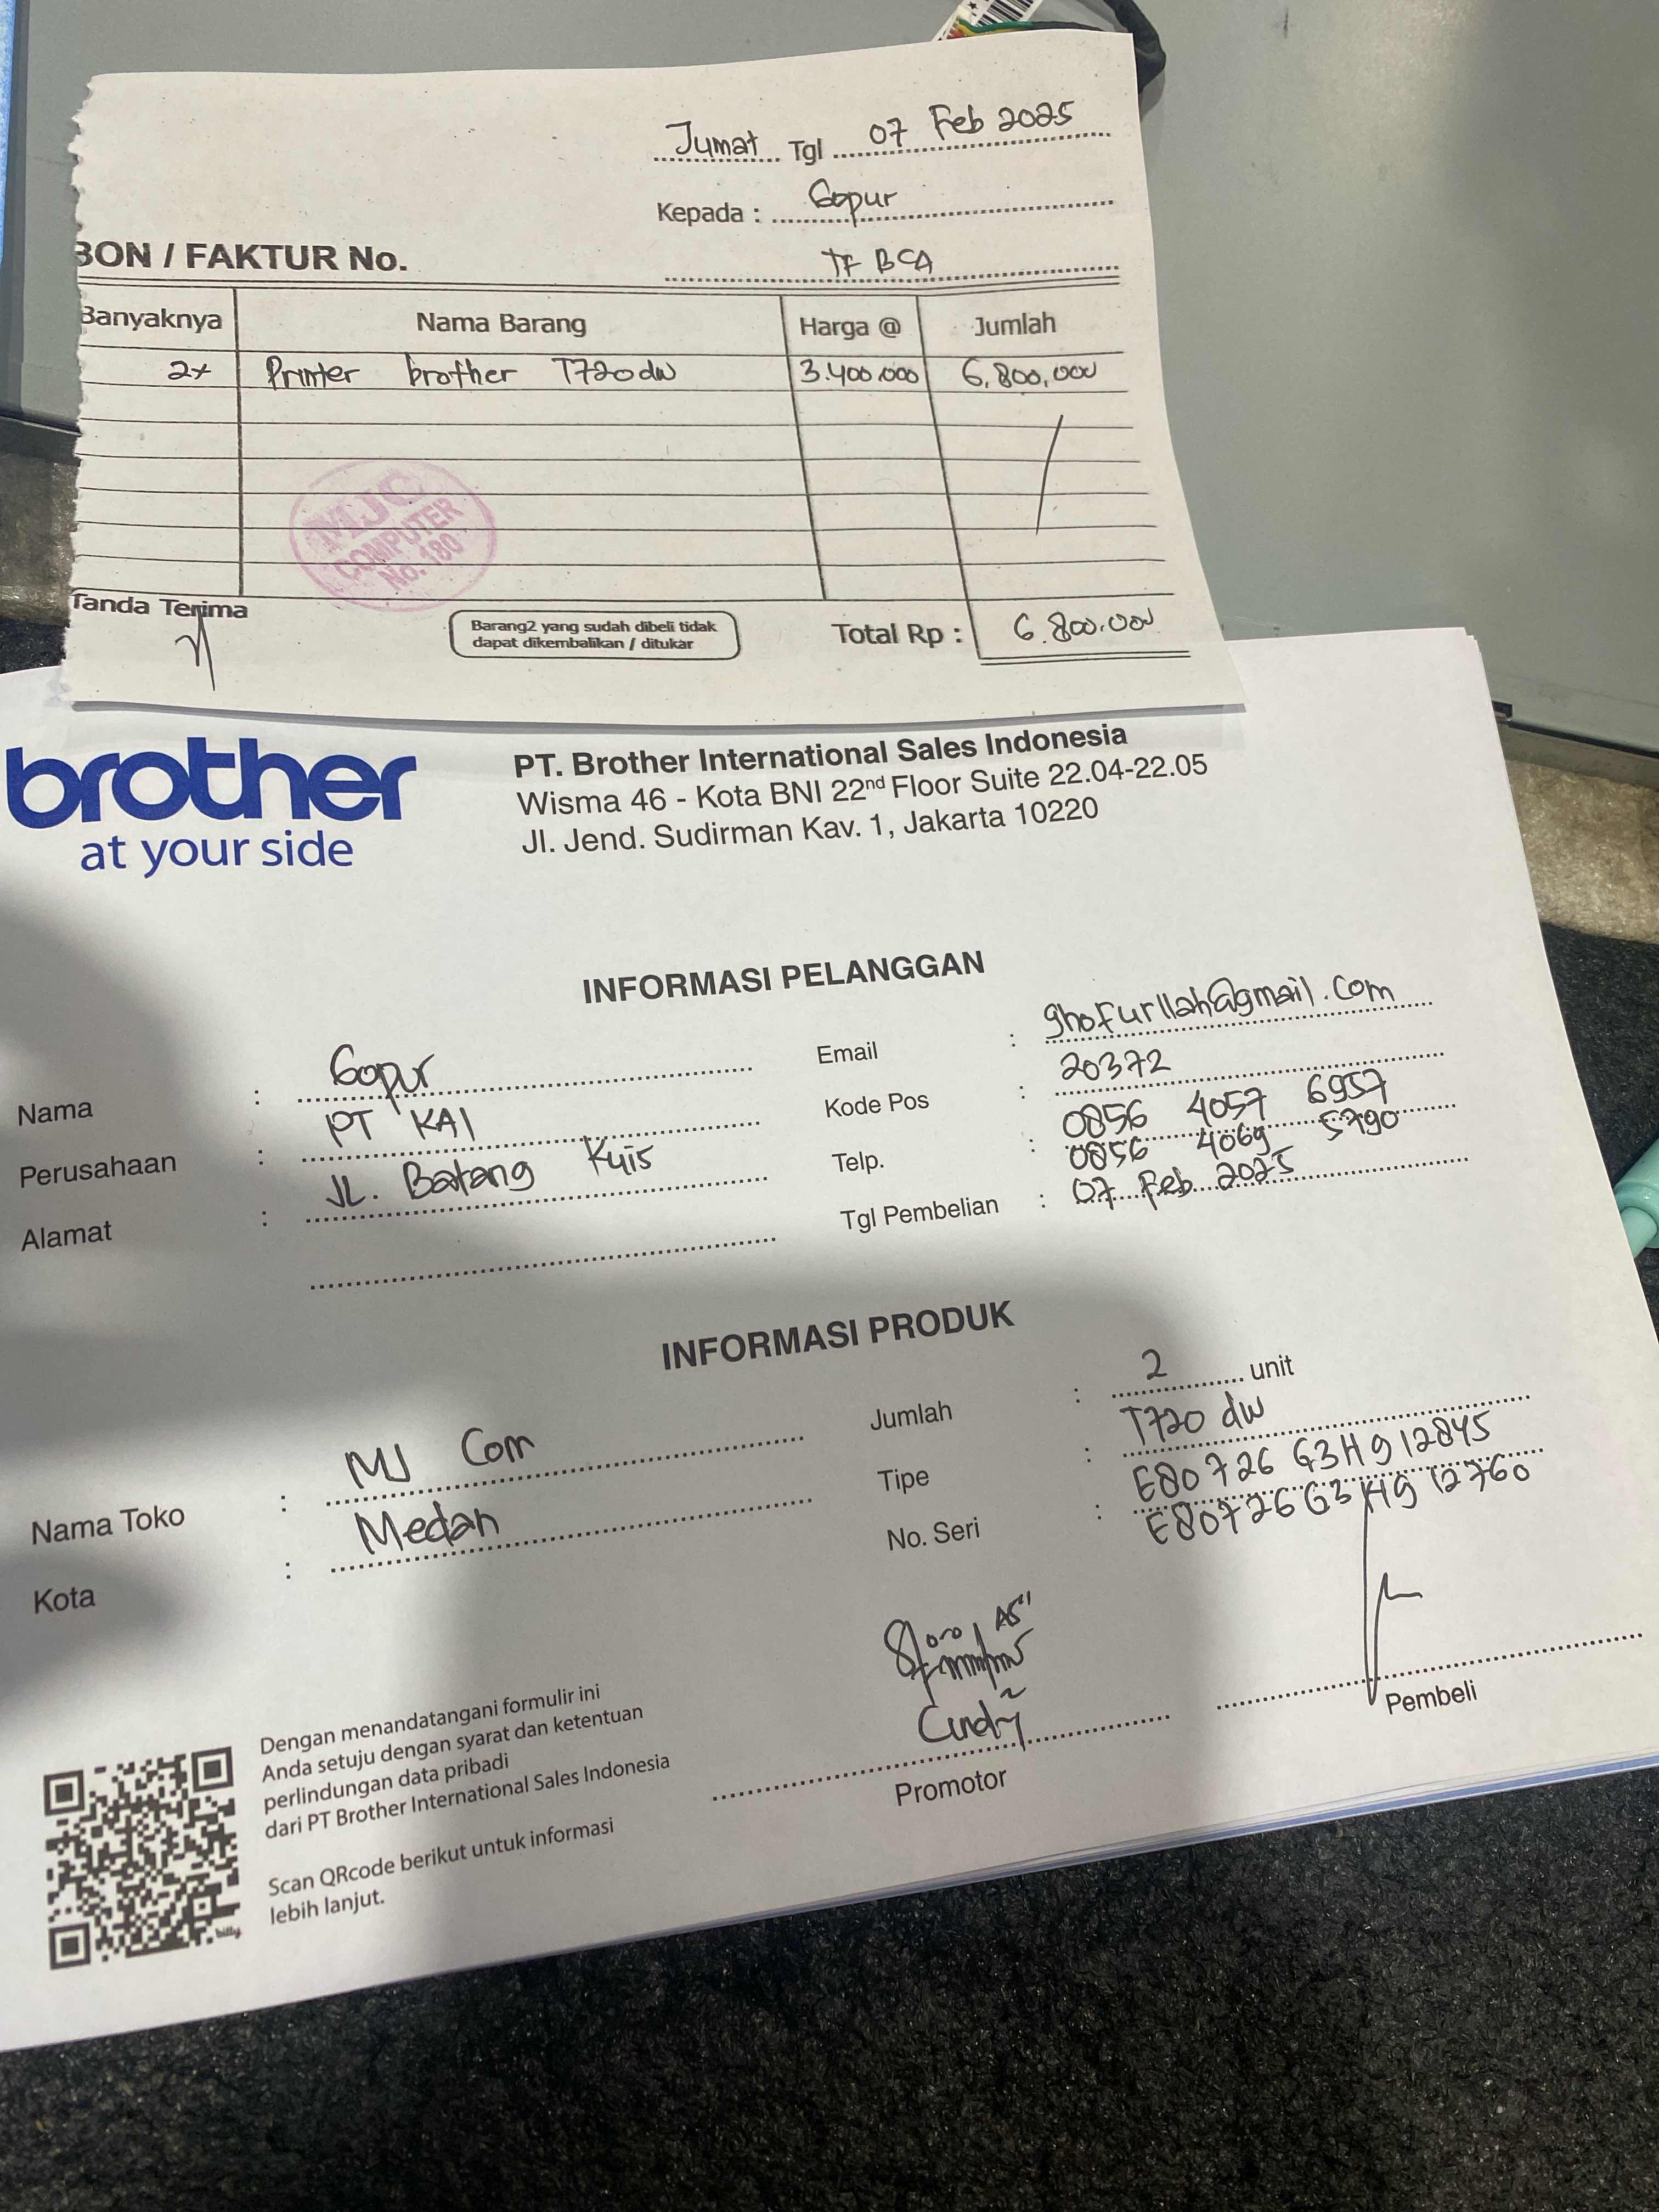 Jumat Tgl 07 Feb 2025
Kepada : Gopur
TF BCA
BON / FAKTUR No.
Banyaknya Nama Barang Harga @ Jumlah
2x Printer brother T720dw 3.400.000 6,800,000
MJC
COMPUTER
No. 180
Tanda Terima
Barang2 yang sudah dibeli tidak
dapat dikembalikan / ditukar
Total Rp : 6.800.000
brother
at your side
PT. Brother International Sales Indonesia
Wisma 46 - Kota BNI 22nd Floor Suite 22.04-22.05
Jl. Jend. Sudirman Kav. 1, Jakarta 10220
INFORMASI PELANGGAN
Nama : Gopur
Perusahaan : PT KAI
Alamat : JL. Batang Kuis
Email : ghofurllah@gmail.com
Kode Pos : 20372
Telp. : 0856 4057 6957
0856 4069 5790
Tgl Pembelian : 07 Feb 2025
INFORMASI PRODUK
Nama Toko : MJ Com
Kota : Medan
Jumlah : 2 unit
Tipe : T720 dw
No. Seri : E80726G3H912845
E80726G3H912760
Cindy
Promotor
Pembeli
Dengan menandatangani formulir ini
Anda setuju dengan syarat dan ketentuan
perlindungan data pribadi
dari PT Brother International Sales Indonesia
Scan QRcode berikut untuk informasi
lebih lanjut.
bitly